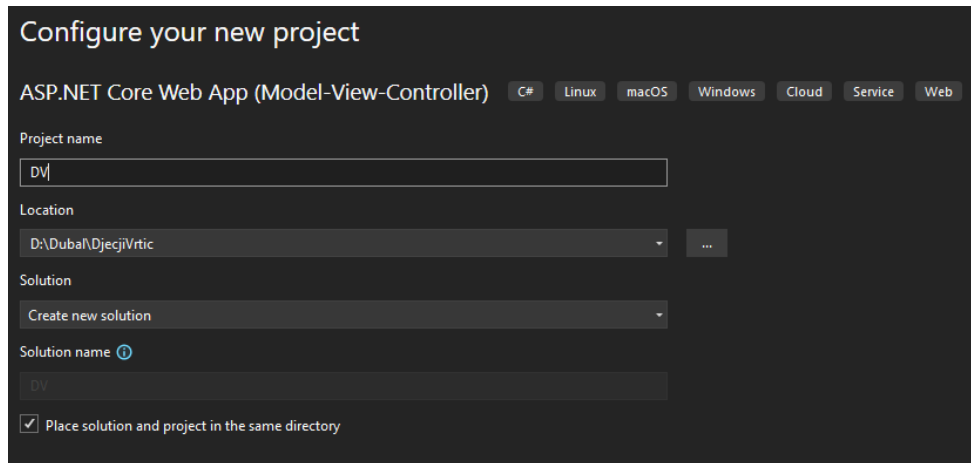 Configure your new project
ASP.NET Core Web App (Model-View-Controller) C# Linux macOS Windows Cloud Service Web
Project name
DV
Location
D:\Dubal\DjecjiVrtic
...
Solution
Create new solution
Solution name
DV
Place solution and project in the same directory